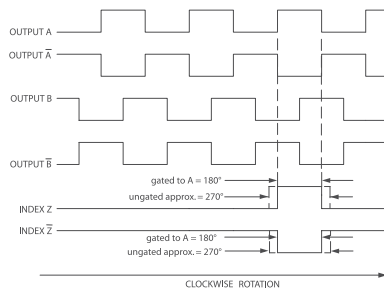 OUTPUT A
OUTPUT A̅
OUTPUT B
OUTPUT B̅
gated to A = 180°
ungated approx. = 270°
INDEX Z
INDEX Z̅
gated to A = 180°
ungated approx. = 270°
CLOCKWISE ROTATION